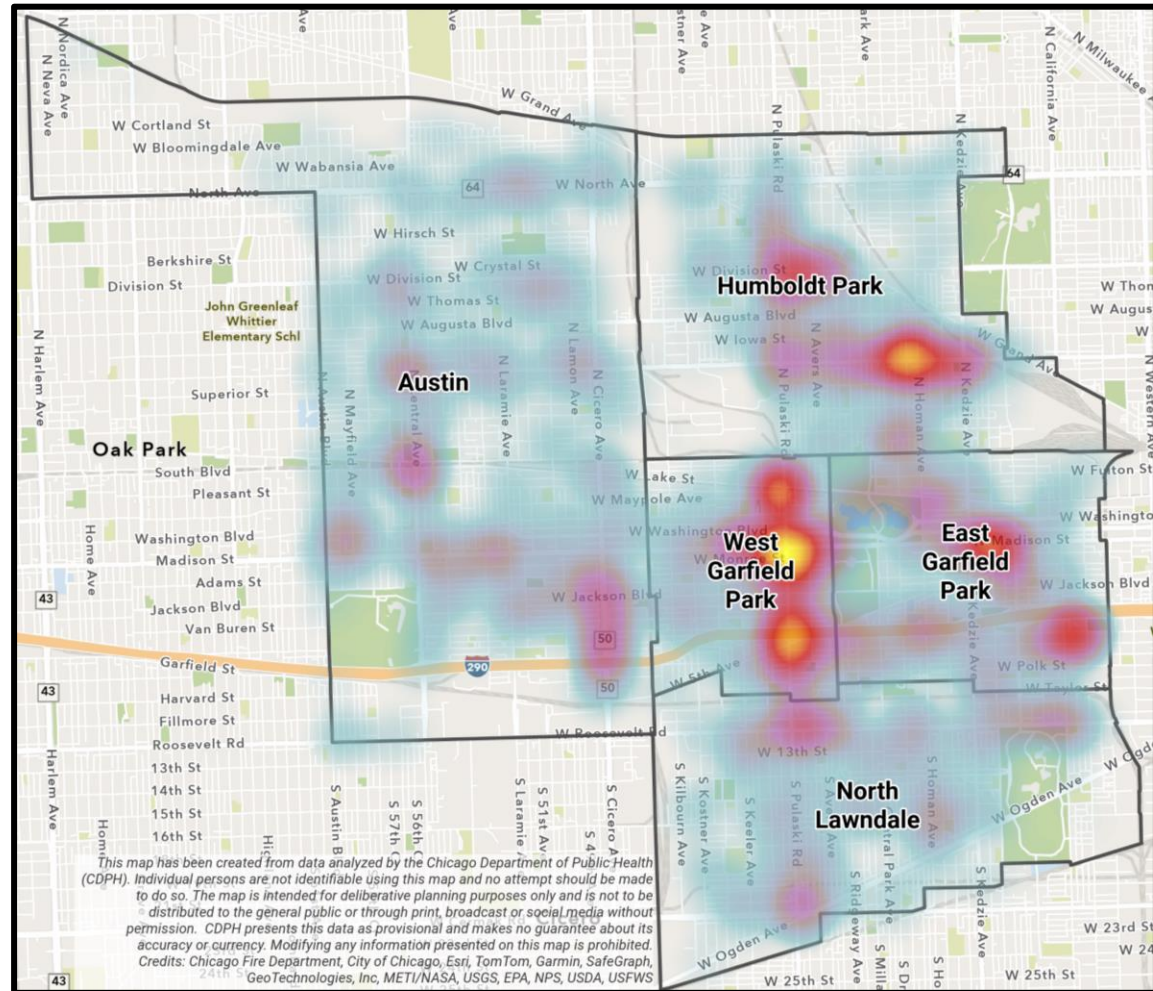 N Nordica Ave
N Neva Ave
W Grand Ave
N Pulaski Rd
N Kedzie Ave
N California Ave
W Cortland St
W Bloomingdale Ave
W Wabansia Ave
North Ave
64
W North Ave
64
W Hirsch St
Berkshire St
Division St
W Division St
W Crystal St
W Thomas St
W Division St
Humboldt Park
John Greenleaf
Whittier
Elementary Schl
W Augusta Blvd
W Augusta Blvd
W Iowa St
N Avers Ave
W Grand Ave
N Harlem Ave
N Lamon Ave
N Laramie Ave
N Cicero Ave
N Pulaski Rd
N Homan Ave
N Kedzie Ave
Austin
Superior St
N Mayfield Ave
Oak Park
South Blvd
Pleasant St
W Lake St
W Maypole Ave
W Fulton St
Home Ave
Washington Blvd
Madison St
Adams St
Jackson Blvd
Van Buren St
W Washington Blvd
West
Garfield
Park
East
Garfield
Park
Madison St
W Jackson Blvd
W Jackson Blvd
43
50
Garfield St
290
W 5th Ave
Kedzie Ave
W Polk St
W Taylor St
43
50
Harvard St
Fillmore St
Roosevelt Rd
W Roosevelt Rd
13th St
14th St
15th St
16th St
W 13th St
Harlem Ave
S 57th
S 56th
S Laramie
S 51st Ave
S Cicero Ave
S Kilbourn Ave
S Kostner Ave
S Keeler Ave
S Pulaski Rd
S Homan Ave
North
Lawndale
W Ogden Ave
S Ridgeway Ave
S Kedzie Ave
W 23rd St
W Ogden Ave
W 25th St
W 25th St
43
This map has been created from data analyzed by the Chicago Department of Public Health
(CDPH). Individual persons are not identifiable using this map and no attempt should be made
to do so. The map is intended for deliberative planning purposes only and is not to be
distributed to the general public or through print, broadcast or social media without
permission. CDPH presents this data as provisional and makes no guarantee about its
accuracy or currency. Modifying any information presented on this map is prohibited.
Credits: Chicago Fire Department, City of Chicago, Esri, TomTom, Garmin, SafeGraph,
GeoTechnologies, Inc, METI/NASA, USGS, EPA, NPS, USDA, USFWS